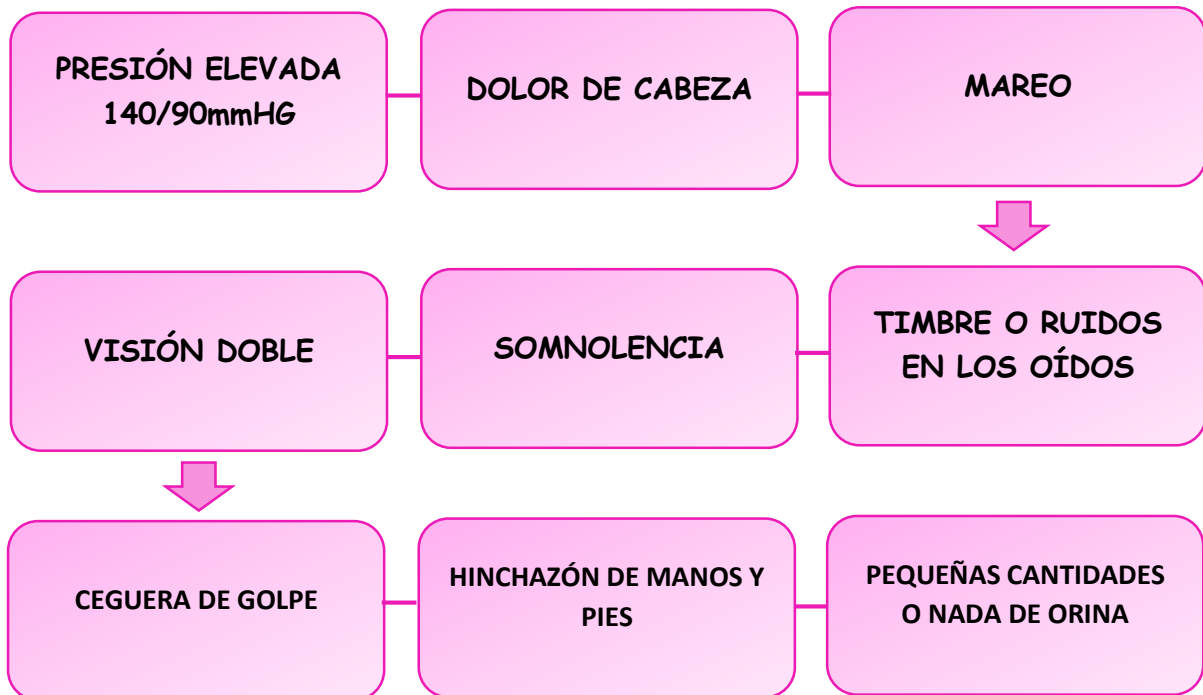 PRESIÓN ELEVADA
140/90mmHG
DOLOR DE CABEZA
MAREO
TIMBRE O RUIDOS
EN LOS OÍDOS
SOMNOLENCIA
VISIÓN DOBLE
CEGUERA DE GOLPE
HINCHAZÓN DE MANOS Y
PIES
PEQUEÑAS CANTIDADES
O NADA DE ORINA